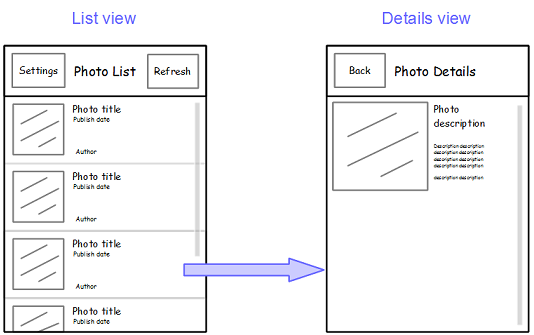 List view
Settings
Photo List
Refresh
Photo title
Publish date
Author
Photo title
Publish date
Author
Photo title
Publish date
Author
Photo title
Publish date
Details view
Back
Photo Details
Photo
description
Description description
description description
description description
description description
description description